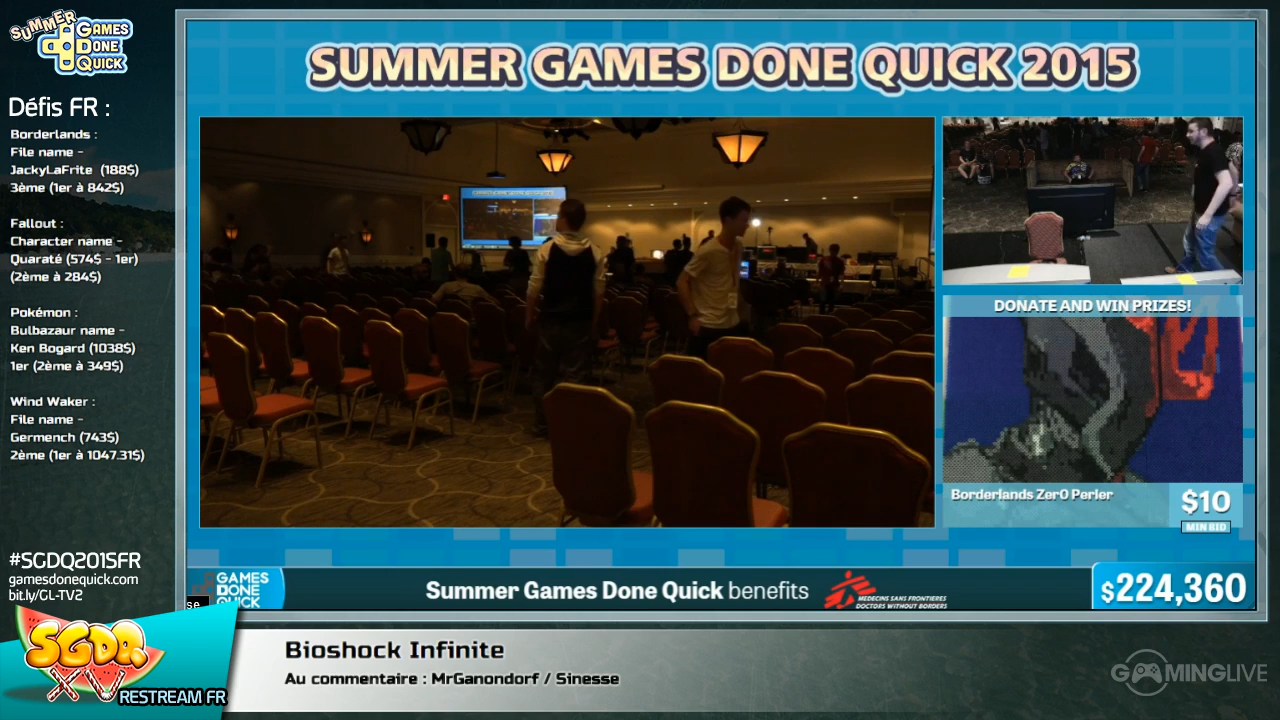 SUMMER
GAMES
DONE
QUICK
Défis FR :
Borderlands :
File name -
JackyLaFrite (188$)
3ème (1er à 842$)
Fallout :
Character name -
Quaraté (574$ - 1er)
(2ème à 284$)
Pokémon :
Bulbazaur name -
Ken Bogard (1038$)
1er (2ème à 349$)
Wind Waker :
File name -
Germench (743$)
2ème (1er à 1047.31$)
#SGDQ2015FR
gamesdonequick.com
bit.ly/GL-TV2
SGDQ
XV
RESTREAM FR
SUMMER GAMES DONE QUICK 2015
DONATE AND WIN PRIZES!
Borderlands Zer0 Perler
$10
MIN BID
GAMES
DONE
QUICK
se
Summer Games Done Quick benefits
MEDECINS SANS FRONTIERES
DOCTORS WITHOUT BORDERS
$224,360
Bioshock Infinite
Au commentaire : MrGanondorf / Sinesse
GAMINGLIVE